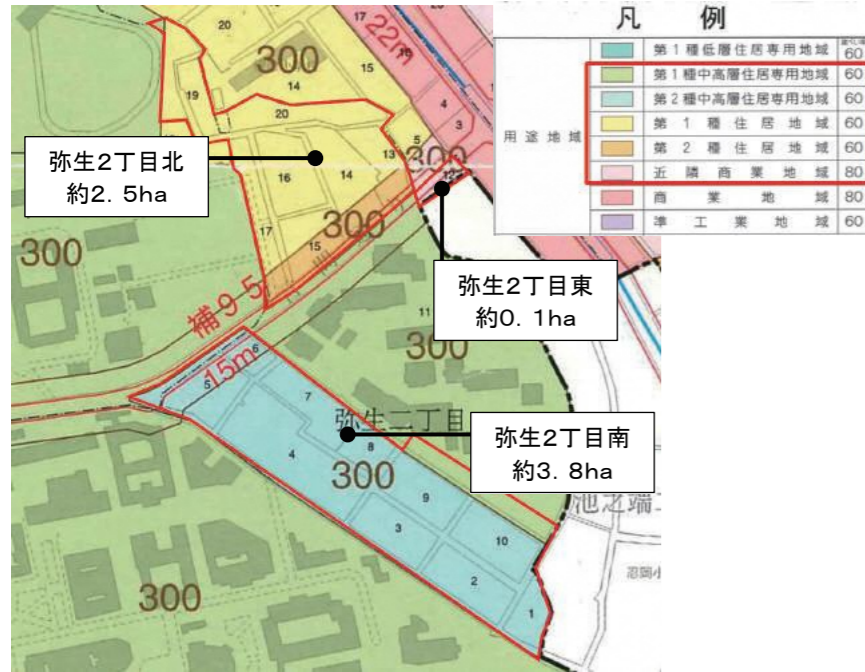 凡 例
用途地域
第1種低層住居専用地域 60
第1種中高層住居専用地域 60
第2種中高層住居専用地域 60
第1種住居地域 60
第2種住居地域 60
近隣商業地域 80
商業地域 80
準工業地域 60
20
17
16
22m
300
15
14
19
20
4
3
5
13
300
12
弥生2丁目北
約2.5ha
16
14
17
15
300
300
弥生2丁目東
約0.1ha
補95
11
300
15m
6
5
7
弥生二丁目
8
4
300
弥生2丁目南
約3.8ha
9
3
10
池之端
2
1
忍岡小
300